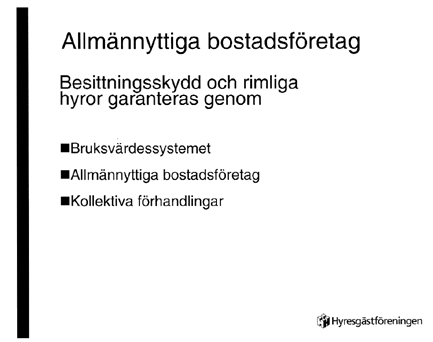 Allmännyttiga bostadsföretag
Besittningsskydd och rimliga
hyror garanteras genom
■Bruksvärdessystemet
■Allmännyttiga bostadsföretag
■Kollektiva förhandlingar
Hyresgästföreningen